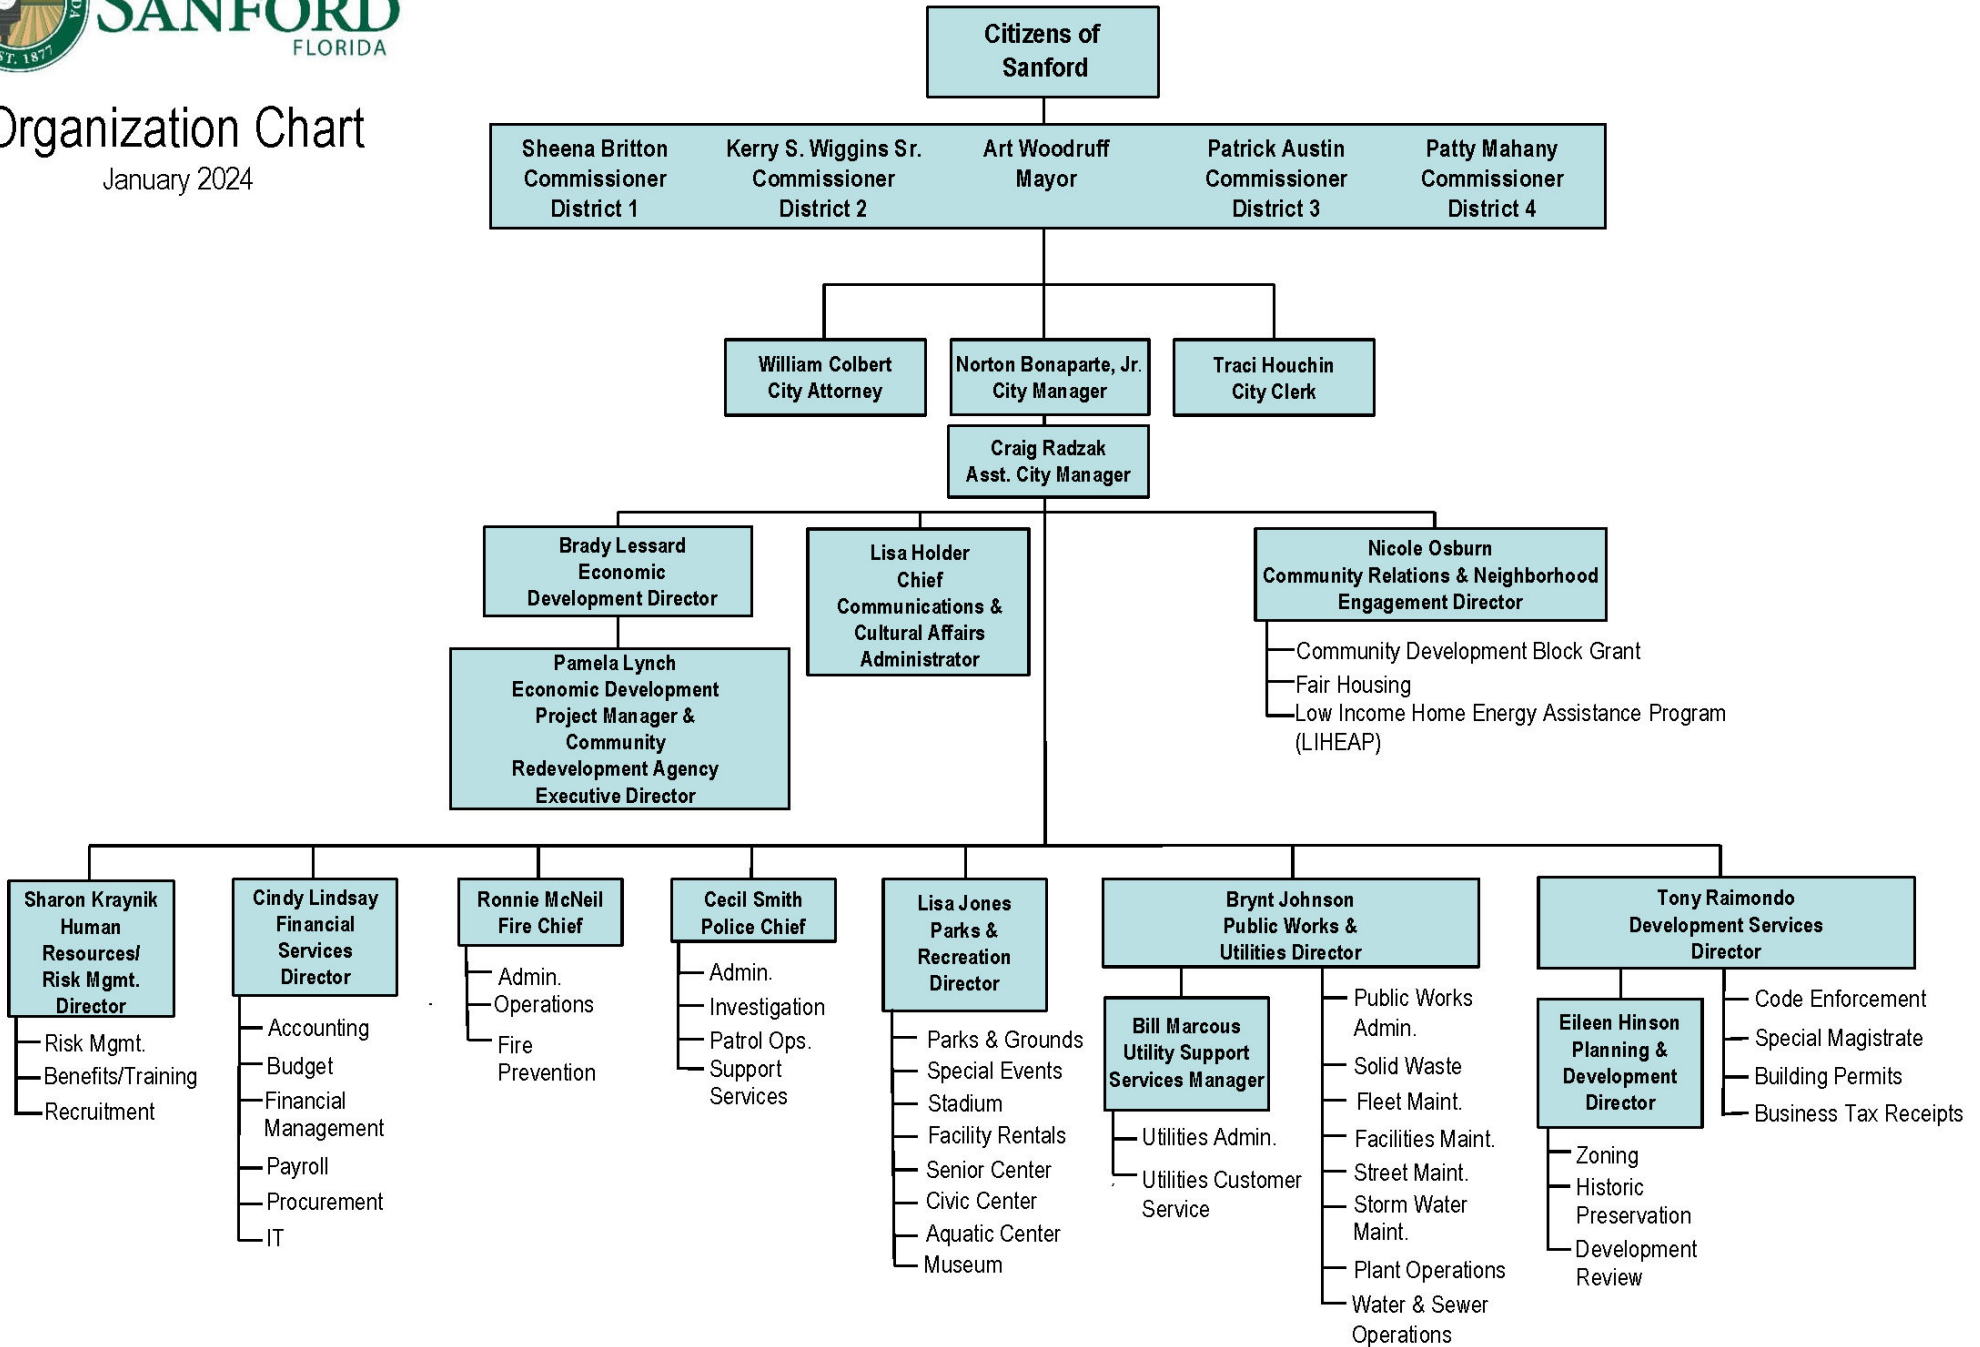 SANFORD
FLORIDA
EST. 1877
Organization Chart
January 2024
Citizens of
Sanford
Sheena Britton
Commissioner
District 1
Kerry S. Wiggins Sr.
Commissioner
District 2
Art Woodruff
Mayor
Patrick Austin
Commissioner
District 3
Patty Mahany
Commissioner
District 4
William Colbert
City Attorney
Norton Bonaparte, Jr.
City Manager
Traci Houchin
City Clerk
Craig Radzak
Asst. City Manager
Brady Lessard
Economic
Development Director
Lisa Holder
Chief
Communications &
Cultural Affairs
Administrator
Nicole Osburn
Community Relations & Neighborhood
Engagement Director
Community Development Block Grant
Fair Housing
Low Income Home Energy Assistance Program
(LIHEAP)
Pamela Lynch
Economic Development
Project Manager &
Community
Redevelopment Agency
Executive Director
Sharon Kraynik
Human
Resources/
Risk Mgmt.
Director
Risk Mgmt.
Benefits/Training
Recruitment
Cindy Lindsay
Financial
Services
Director
Accounting
Budget
Financial
Management
Payroll
Procurement
IT
Ronnie McNeil
Fire Chief
Admin.
Operations
Fire
Prevention
Cecil Smith
Police Chief
Admin.
Investigation
Patrol Ops.
Support
Services
Lisa Jones
Parks &
Recreation
Director
Parks & Grounds
Special Events
Stadium
Facility Rentals
Senior Center
Civic Center
Aquatic Center
Museum
Brynt Johnson
Public Works &
Utilities Director
Bill Marcous
Utility Support
Services Manager
Utilities Admin.
Utilities Customer
Service
Public Works
Admin.
Solid Waste
Fleet Maint.
Facilities Maint.
Street Maint.
Storm Water
Maint.
Plant Operations
Water & Sewer
Operations
Tony Raimondo
Development Services
Director
Eileen Hinson
Planning &
Development
Director
Zoning
Historic
Preservation
Development
Review
Code Enforcement
Special Magistrate
Building Permits
Business Tax Receipts